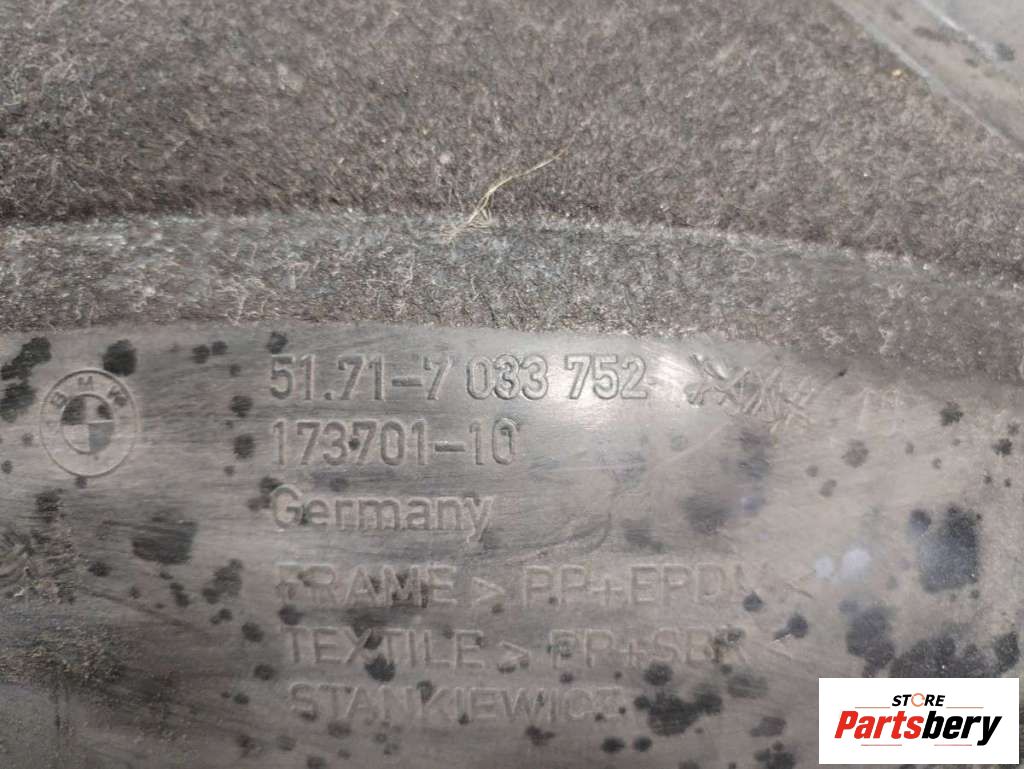 BMW
51.71-7 033 752
173701-10
Germany
FRAME > PP+EPDM <
TEXTILE > PP+SBR <
STANKIEWICZ
STORE
Partsbery